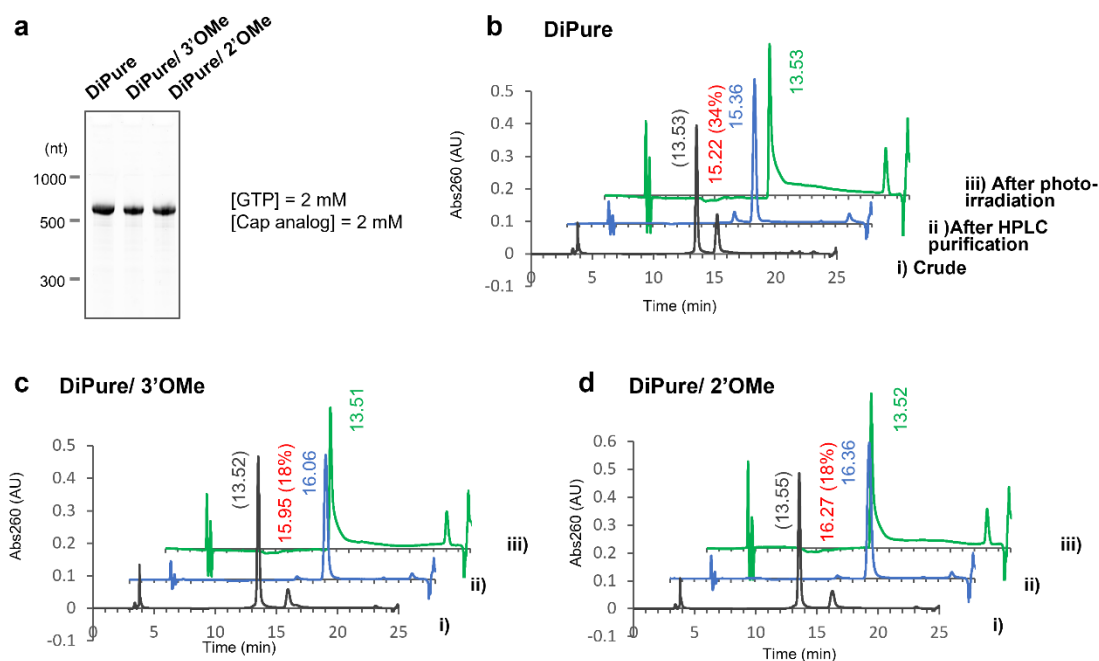 a
DiPure
DiPure/ 3'OMe
DiPure/ 2'OMe
(nt)
1000
500
300
[GTP] = 2 mM
[Cap analog] = 2 mM
b DiPure
0.5
0.4
0.3
0.2
0.1
0
-0.1
Abs260 (AU)
0 5 10 15 20 25
Time (min)
(13.53)
15.22 (34%)
15.36
13.53
iii) After photo-
irradiation
ii )After HPLC
purification
i) Crude
c DiPure/ 3'OMe
0.5
0.4
0.3
0.2
0.1
0
-0.1
Abs260 (AU)
0 5 10 15 20 25
Time (min)
(13.52)
15.95 (18%)
16.06
13.51
iii)
ii)
i)
d DiPure/ 2'OMe
0.6
0.5
0.4
0.3
0.2
0.1
0
-0.1
Abs260 (AU)
0 5 10 15 20 25
Time (min)
(13.55)
16.27 (18%)
16.36
13.52
iii)
ii)
i)